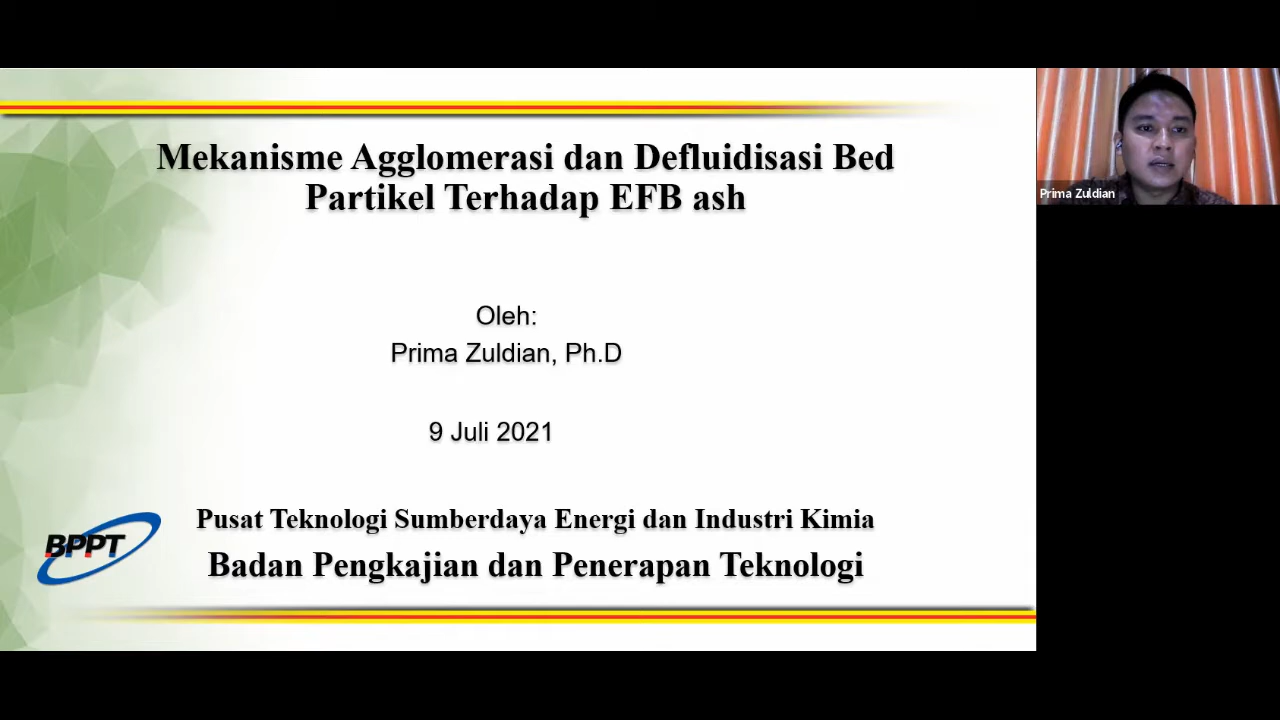 Mekanisme Agglomerasi dan Defluidisasi Bed
Partikel Terhadap EFB ash
Oleh:
Prima Zuldian, Ph.D
9 Juli 2021
Pusat Teknologi Sumberdaya Energi dan Industri Kimia
Badan Pengkajian dan Penerapan Teknologi
BPPT
Prima Zuldian